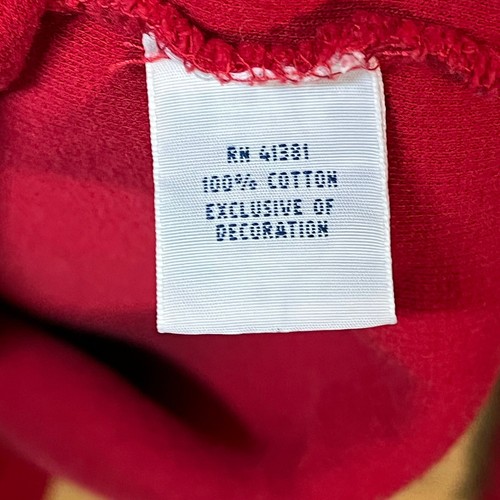 RN 41381
100% COTTON
EXCLUSIVE OF
DECORATION